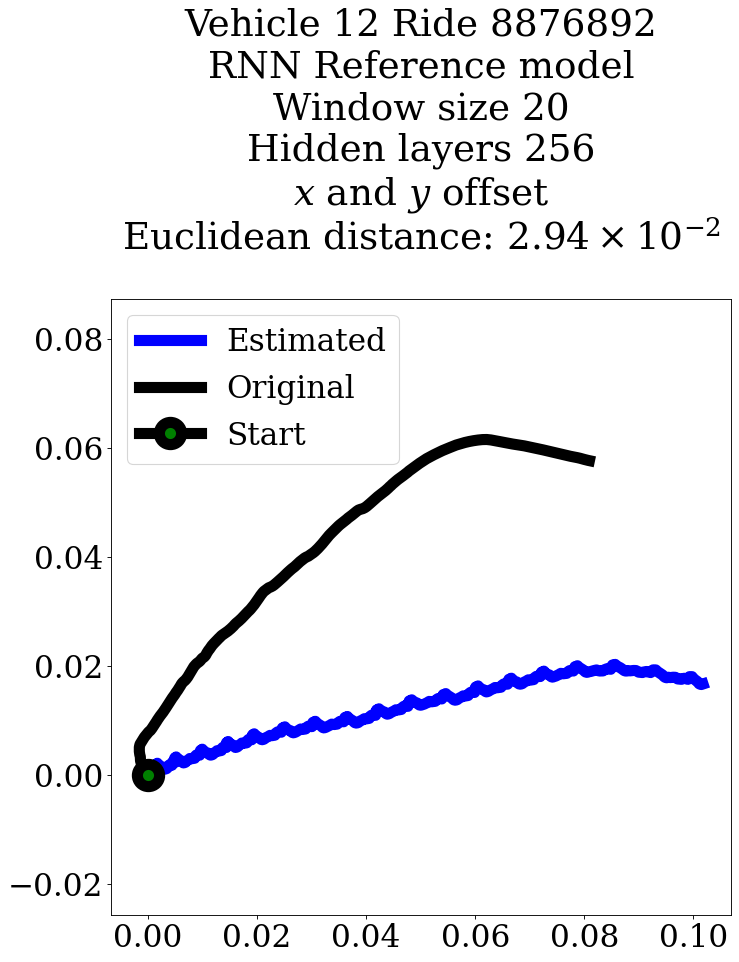 Vehicle 12 Ride 8876892
RNN Reference model
Window size 20
Hidden layers 256
x and y offset
Euclidean distance: 2.94 × 10⁻²
Estimated
Original
Start
0.08
0.06
0.04
0.02
0.00
−0.02
0.00 0.02 0.04 0.06 0.08 0.10